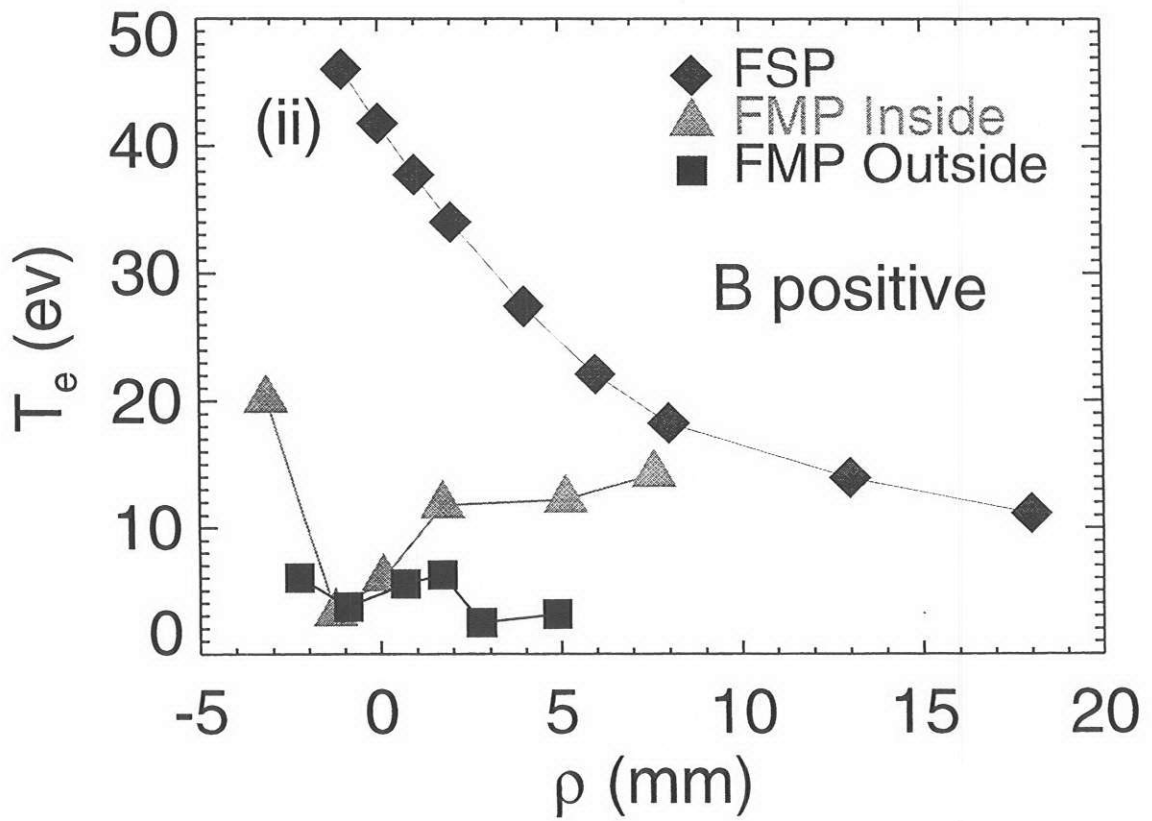 50
40
30
20
10
0
T_e (ev)
(ii)
FSP
FMP Inside
FMP Outside
B positive
-5 0 5 10 15 20
ρ (mm)